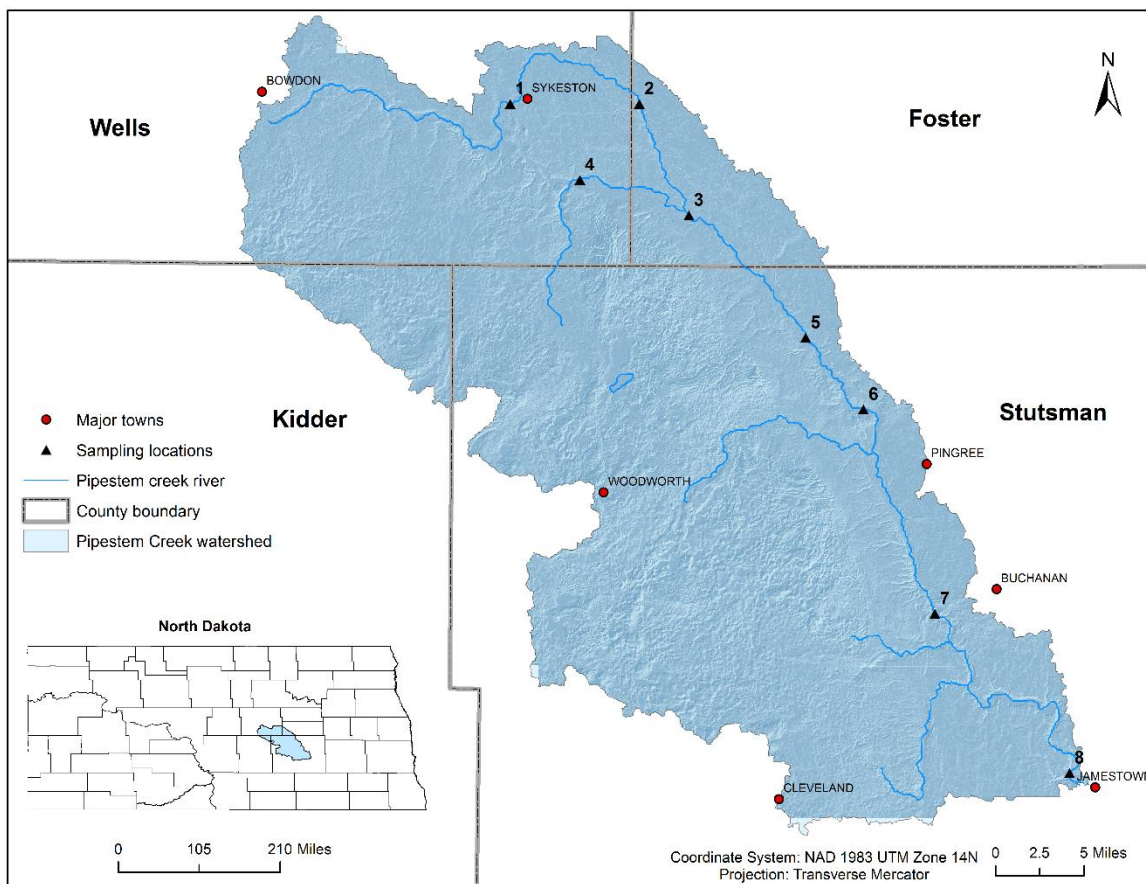 N
BOWDON
1
SYKESTON
2
Wells
Foster
4
3
5
6
Kidder
Stutsman
Major towns
Sampling locations
Pipestem creek river
County boundary
Pipestem Creek watershed
PINGREE
WOODWORTH
BUCHANAN
7
North Dakota
8
JAMESTOWN
CLEVELAND
0 105 210 Miles
Coordinate System: NAD 1983 UTM Zone 14N
Projection: Transverse Mercator
0 2.5 5 Miles